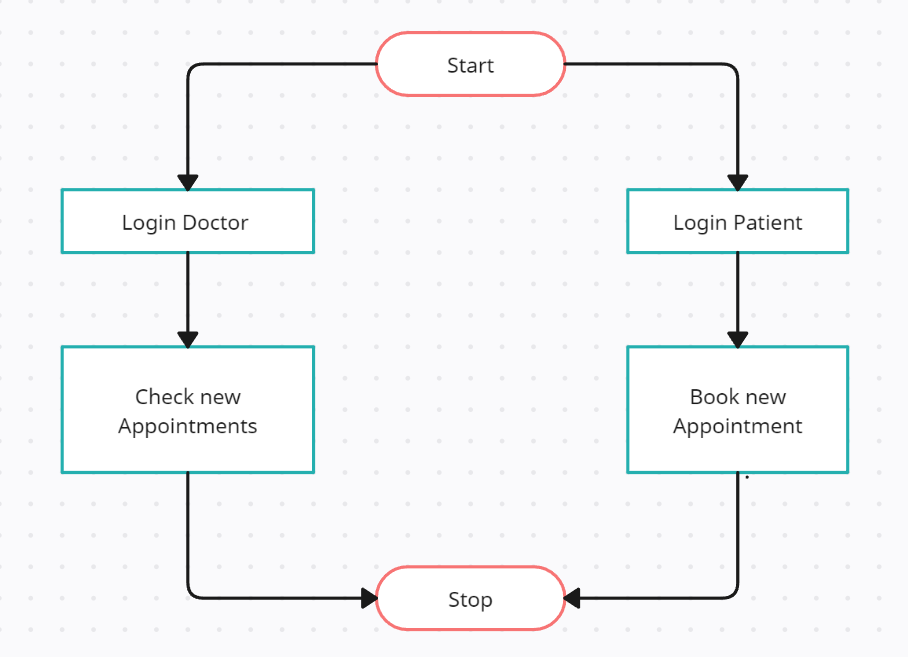 Start
Login Doctor
Login Patient
Check new
Appointments
Book new
Appointment
Stop